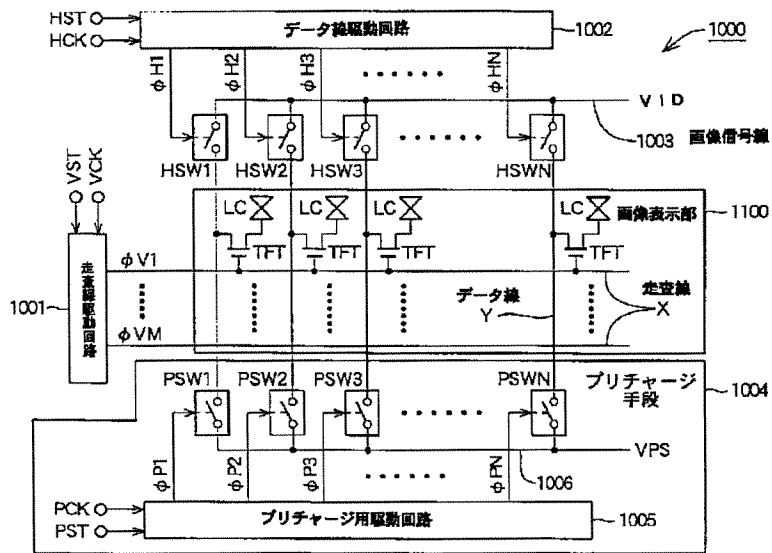 HST
HCK
データ線駆動回路
1002
1000
φH1
φH2
φH3
φHN
VID
1003
画像信号線
HSW1
HSW2
HSW3
HSWN
VST
VCK
LC
LC
LC
LC
画像表示部
1100
TFT
TFT
TFT
TFT
φV1
1001
走査線駆動回路
データ線
Y
走査線
X
φVM
PSW1
PSW2
PSW3
PSWN
プリチャージ
手段
1004
VPS
φP1
φP2
φP3
φPN
1006
PCK
PST
プリチャージ用駆動回路
1005